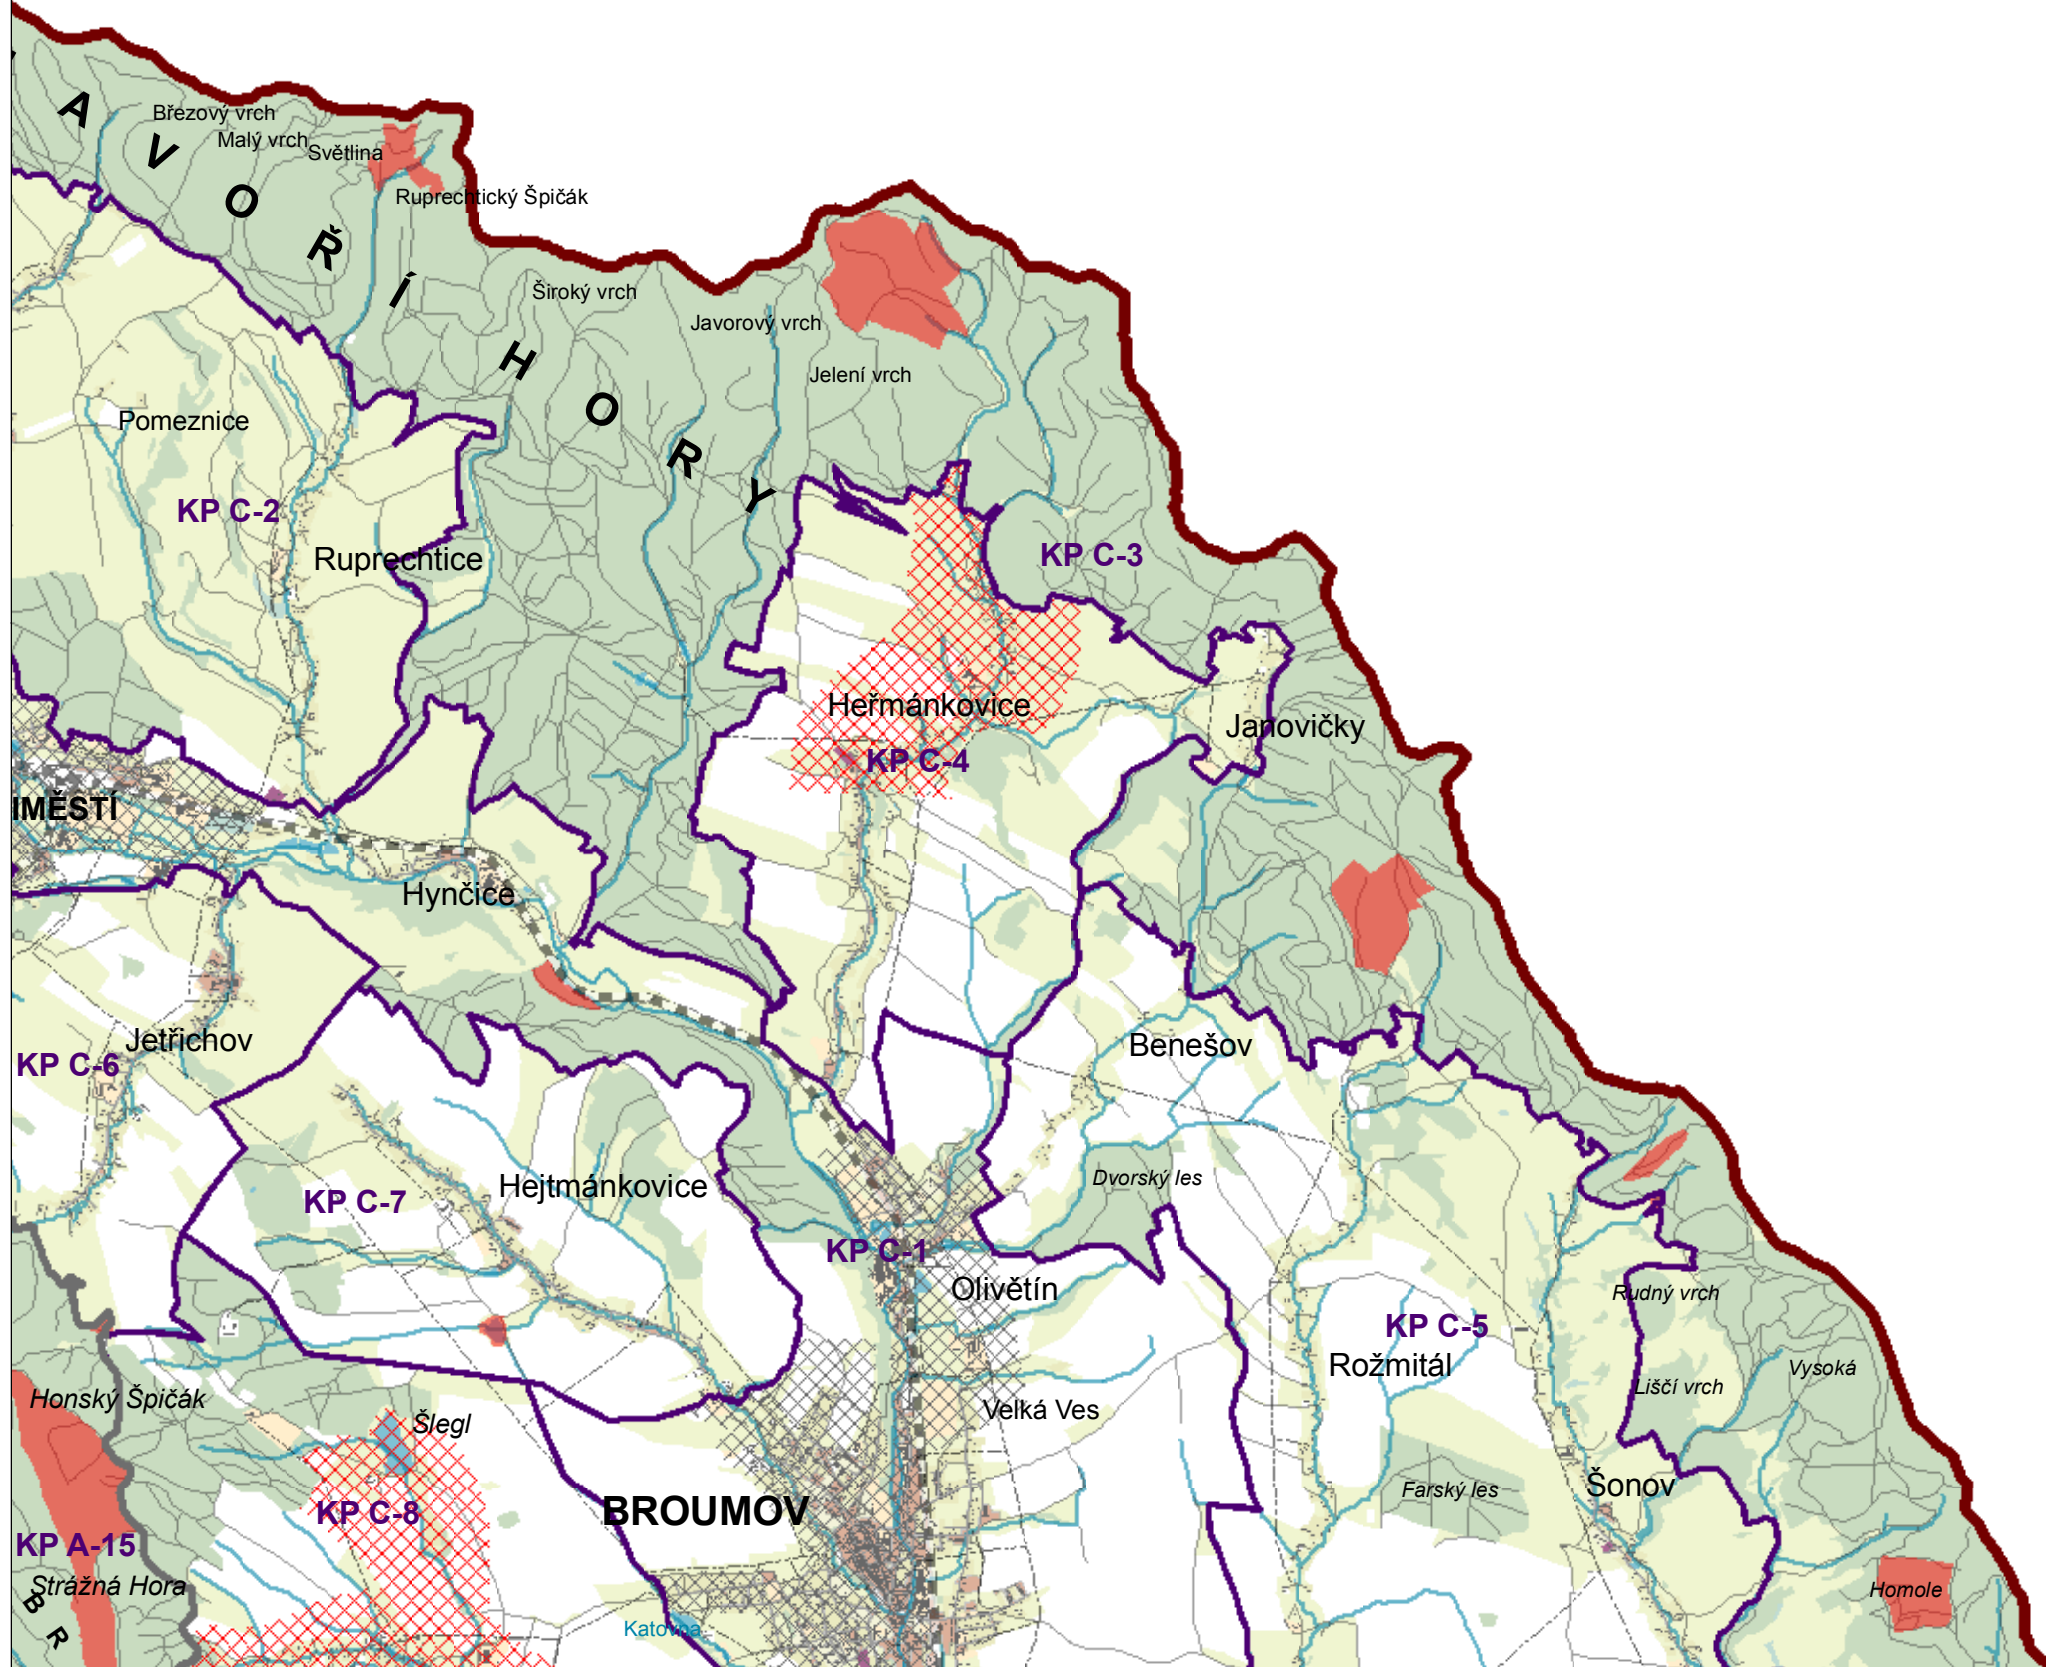 A V O Ř Í H O R Y
Březový vrch
Malý vrch
Světlina
Ruprechtický Špičák
Široký vrch
Javorový vrch
Jelení vrch
Pomeznice
KP C-2
Ruprechtice
KP C-3
Heřmánkovice
KP C-4
Janovičky
IMĚSTÍ
Hynčice
Jetřichov
KP C-6
Benešov
Dvorský les
Hejtmánkovice
KP C-7
KP C-1
Olivětín
Rudný vrch
KP C-5
Rožmitál
Vysoká
Liščí vrch
Honský Špičák
Šlegl
Velká Ves
Farský les
Šonov
KP C-8
BROUMOV
KP A-15
Strážná Hora
B R
Homole
Katovna